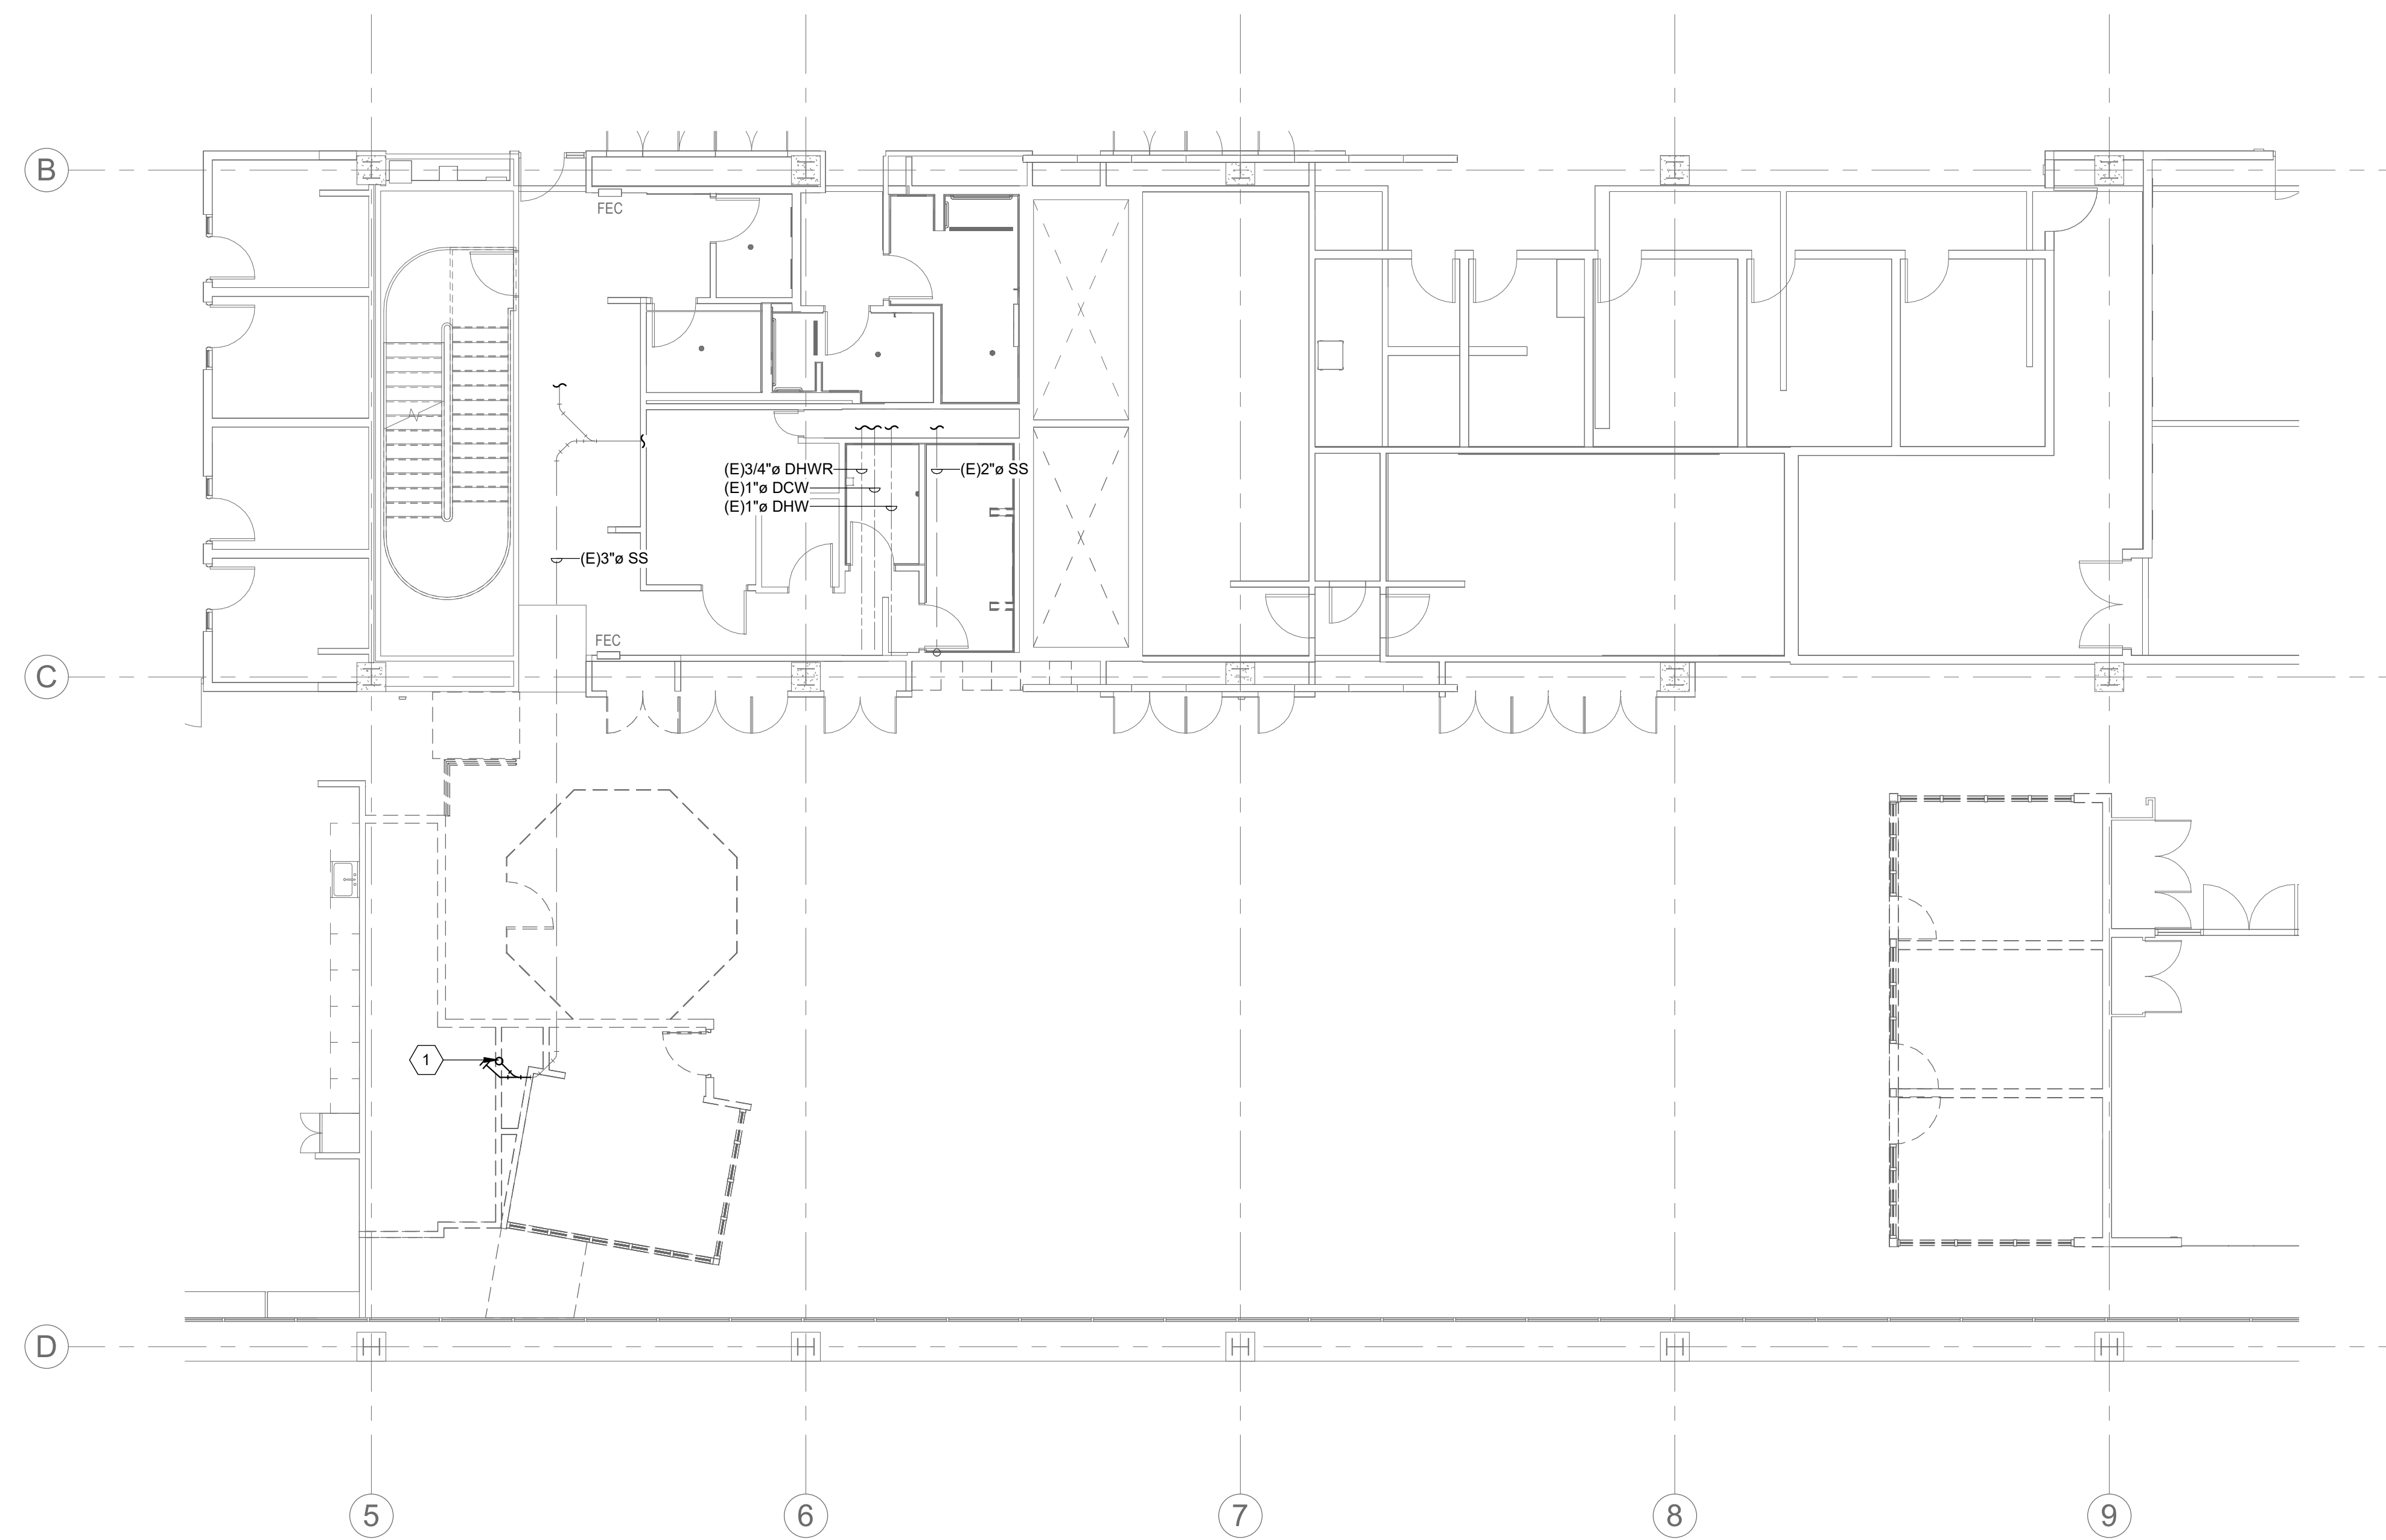 B
FEC
(E)3/4"ø DHWR
(E)2"ø SS
(E)1"ø DCW
(E)1"ø DHW
(E)3"ø SS
FEC
C
1
D
5
6
7
8
9